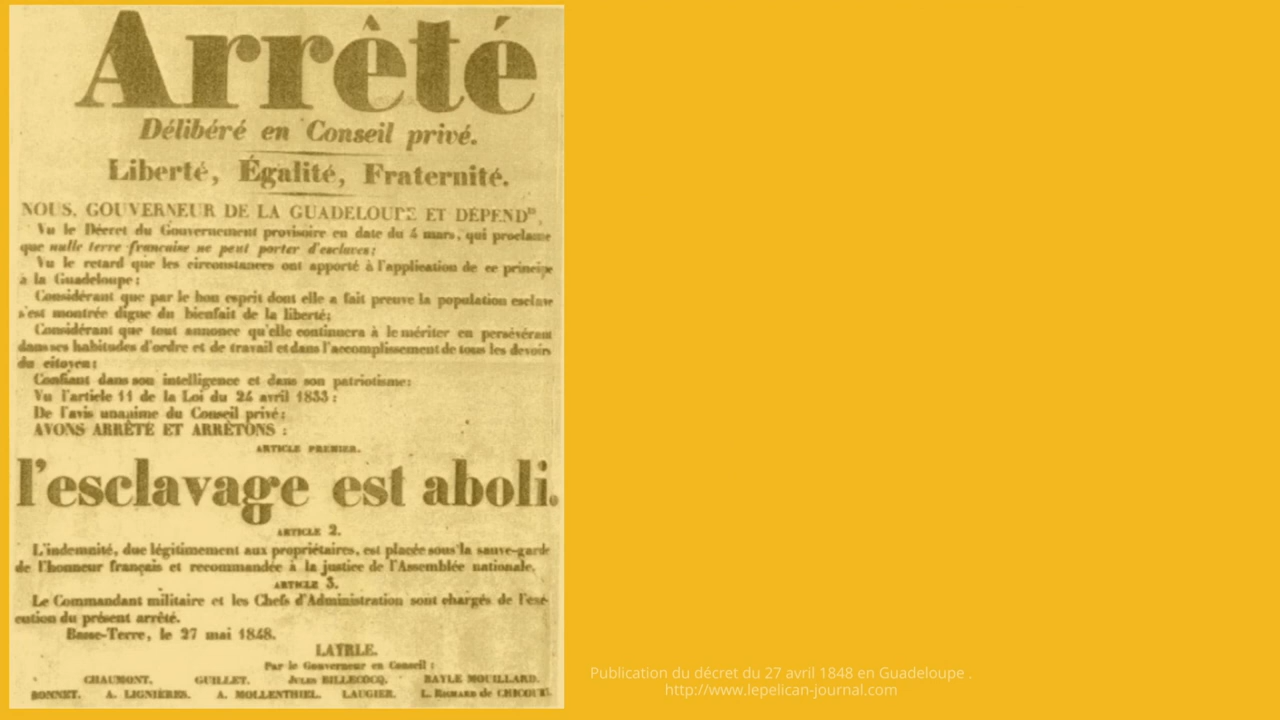 Arrêté
Délibéré en Conseil privé.
Liberté, Égalité, Fraternité.
NOUS, GOUVERNEUR DE LA GUADELOUPE ET DÉPENDces,
Vu le Décret du Gouvernement provisoire en date du 4 mars, qui proclame
que nulle terre française ne peut porter d'esclaves;
Vu le retard que les circonstances ont apporté à l'application de ce principe
à la Guadeloupe;
Considérant que par le bon esprit dont elle a fait preuve la population esclave
s'est montrée digne du bienfait de la liberté;
Considérant que tout annonce qu'elle continuera à le mériter en persévérant
dans ses habitudes d'ordre et de travail et dans l'accomplissement de tous les devoirs
du citoyen;
Confiant dans son intelligence et dans son patriotisme;
Vu l'article 11 de la Loi du 24 avril 1833;
De l'avis unanime du Conseil privé;
AVONS ARRÊTÉ ET ARRÊTONS :
ARTICLE PREMIER.
l'esclavage est aboli.
ARTICLE 2.
L'indemnité, due légitimement aux propriétaires, est placée sous la sauve-garde
de l'honneur français et recommandée à la justice de l'Assemblée nationale.
ARTICLE 3.
Le Commandant militaire et les Chefs d'Administration sont chargés de l'exé-
cution du présent arrêté.
Basse-Terre, le 27 mai 1848.
LAYRLE.
Par le Gouverneur en Conseil :
CHAUMONT. GUILLET. JULES BILLECOCQ. BAYLE MOUILLARD.
BONNET. A. LIGNIÈRES. A. MOLLENTHIEL. LAUGIER. L. RICHARD de CHICOURT.
Publication du décret du 27 avril 1848 en Guadeloupe .
http://www.lepelican-journal.com